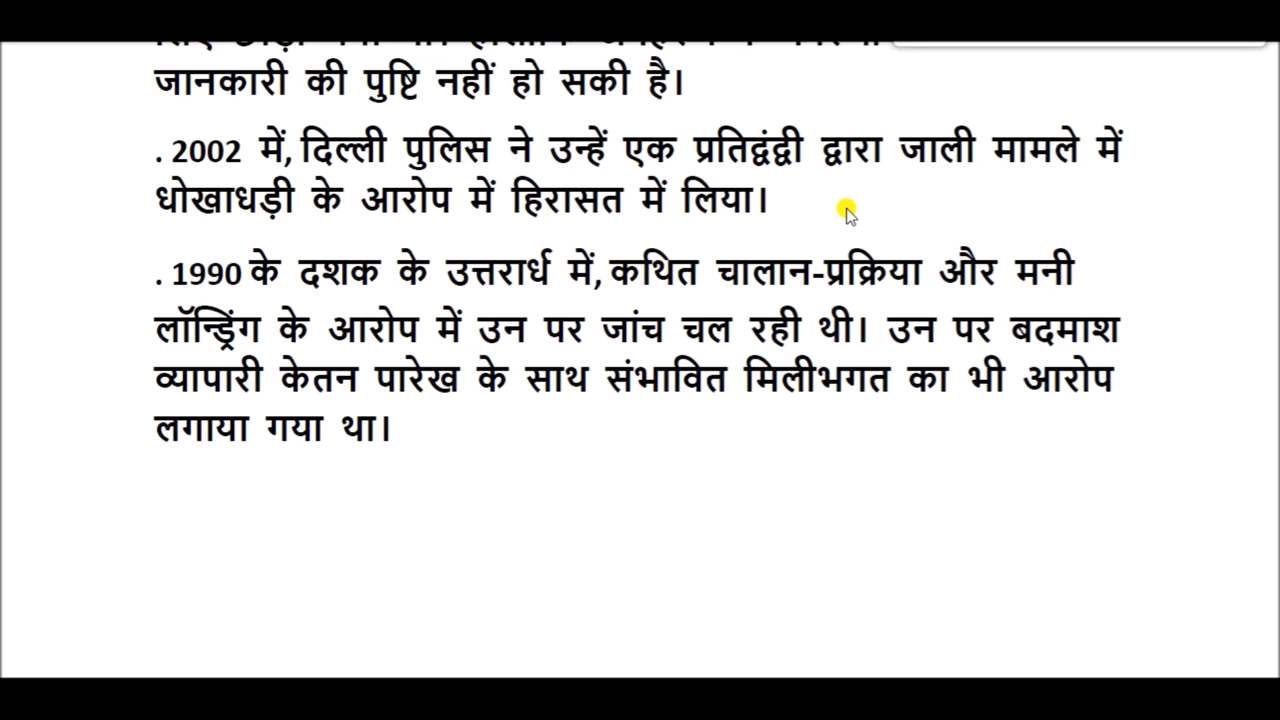 जानकारी की पुष्टि नहीं हो सकी है।
. 2002 में, दिल्ली पुलिस ने उन्हें एक प्रतिद्वंद्वी द्वारा जाली मामले में
धोखाधड़ी के आरोप में हिरासत में लिया।
. 1990 के दशक के उत्तरार्ध में, कथित चालान-प्रक्रिया और मनी
लॉन्ड्रिंग के आरोप में उन पर जांच चल रही थी। उन पर बदमाश
व्यापारी केतन पारेख के साथ संभावित मिलीभगत का भी आरोप
लगाया गया था।